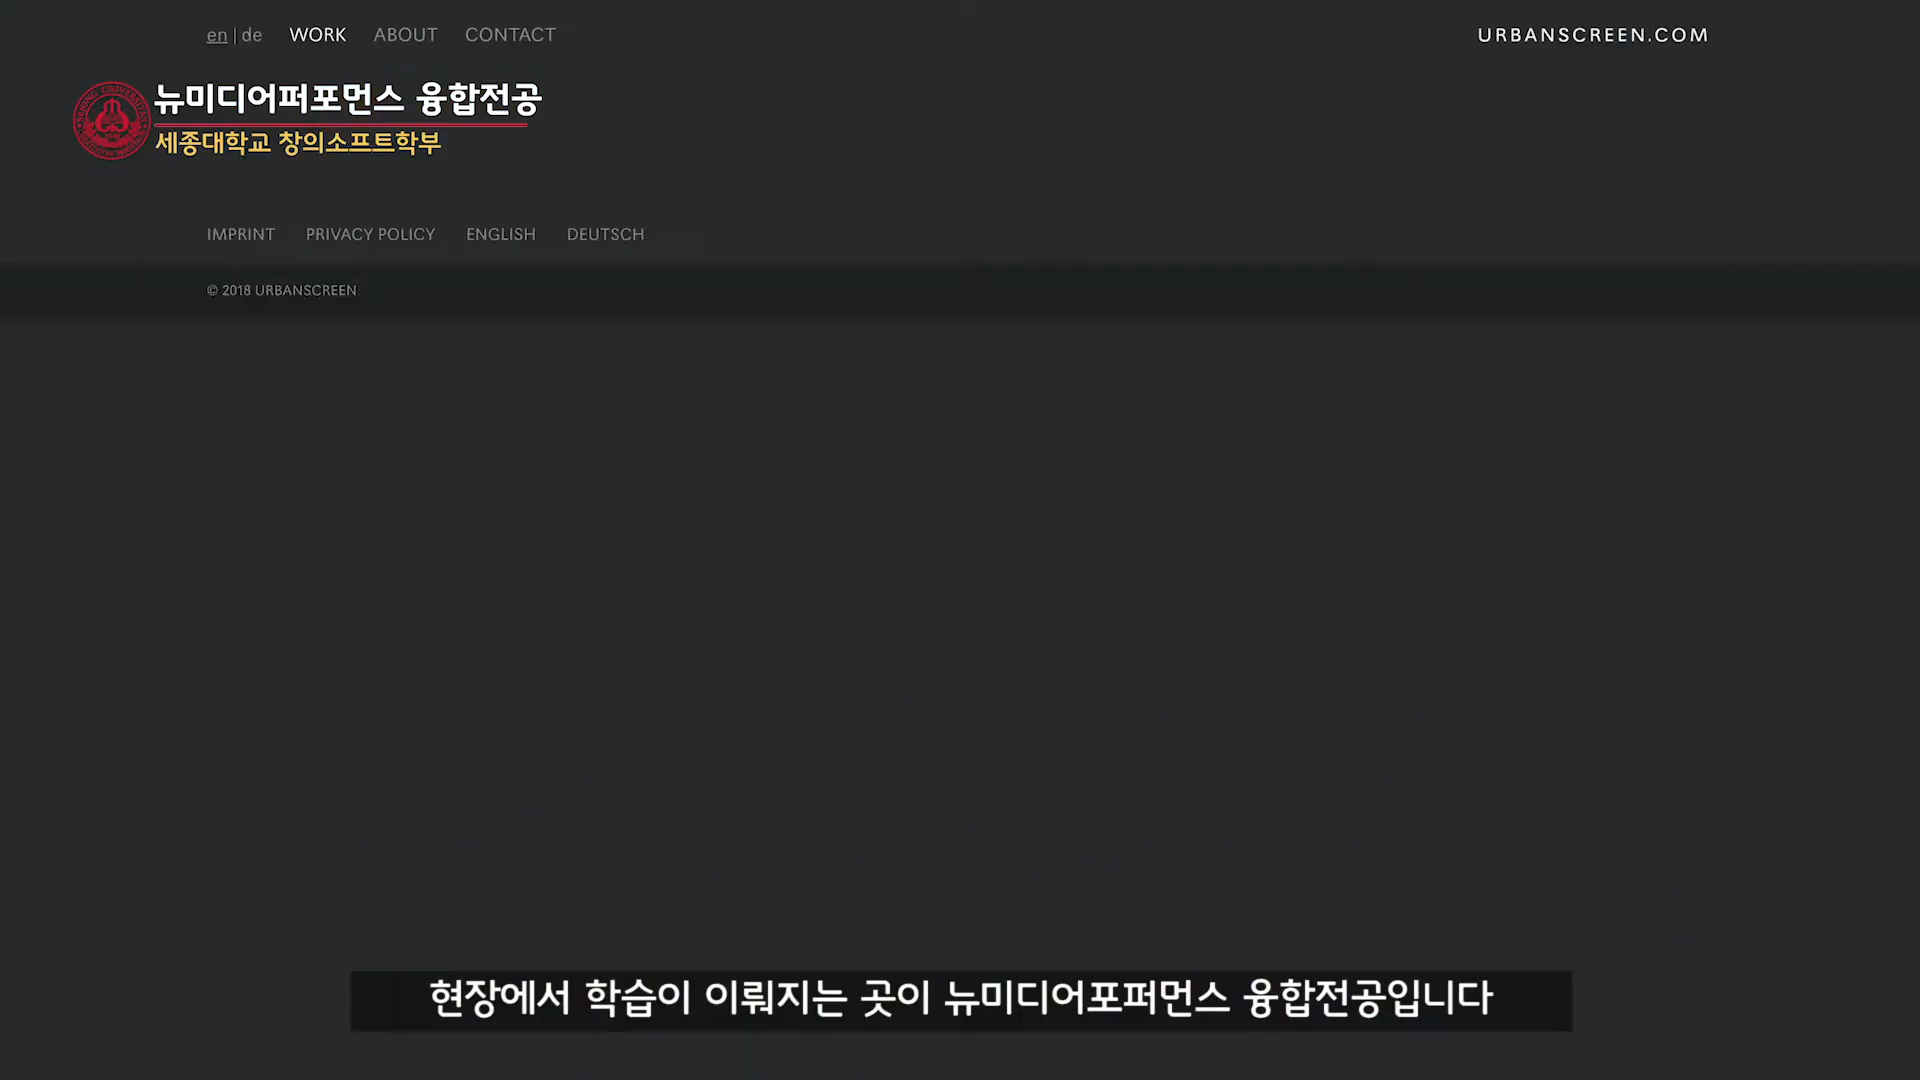 en | de WORK ABOUT CONTACT URBANSCREEN.COM
뉴미디어퍼포먼스 융합전공
세종대학교 창의소프트학부
IMPRINT PRIVACY POLICY ENGLISH DEUTSCH
© 2018 URBANSCREEN
현장에서 학습이 이뤄지는 곳이 뉴미디어포퍼먼스 융합전공입니다